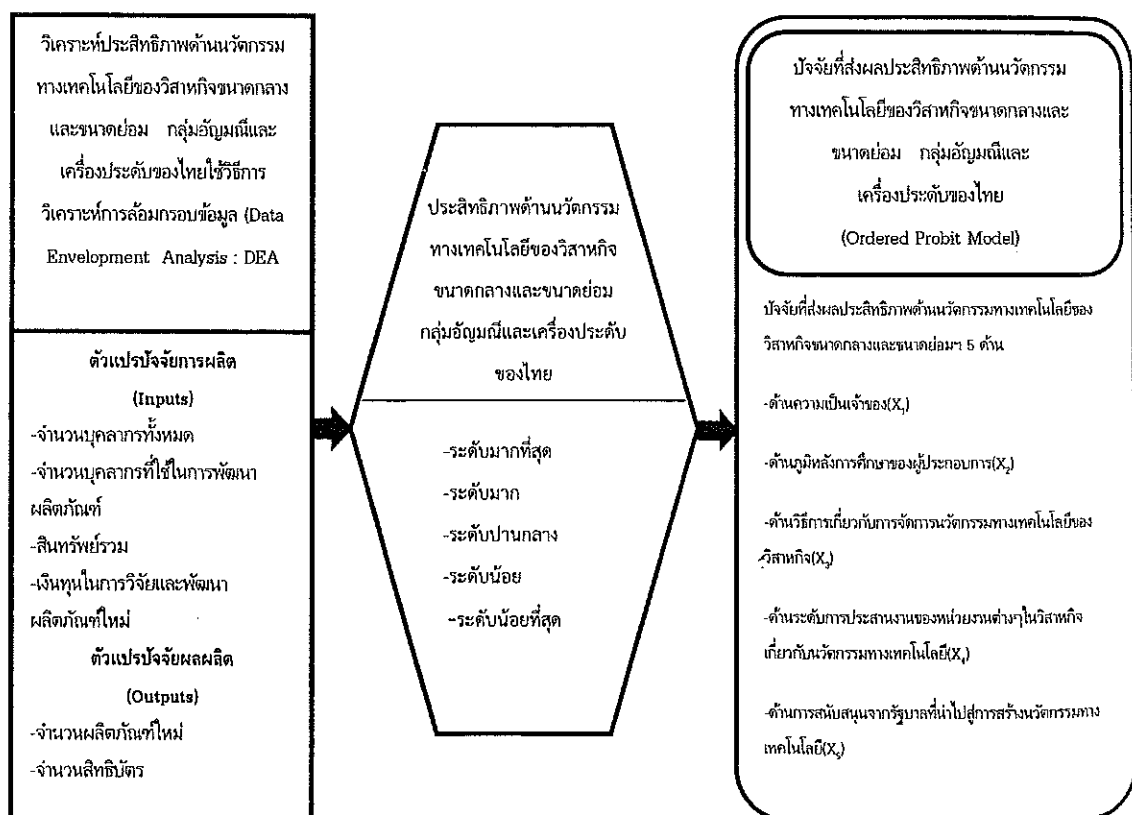 วิเคราะห์ประสิทธิภาพด้านนวัตกรรม
ทางเทคโนโลยีของวิสาหกิจขนาดกลาง
และขนาดย่อม กลุ่มอัญมณีและ
เครื่องประดับของไทยใช้วิธีการ
วิเคราะห์การล้อมกรอบข้อมูล (Data
Envelopment Analysis : DEA
ตัวแปรปัจจัยการผลิต
(Inputs)
-จำนวนบุคลากรทั้งหมด
-จำนวนบุคลากรที่ใช้ในการพัฒนา
ผลิตภัณฑ์
-สินทรัพย์รวม
-เงินทุนในการวิจัยและพัฒนา
ผลิตภัณฑ์ใหม่
ตัวแปรปัจจัยผลผลิต
(Outputs)
-จำนวนผลิตภัณฑ์ใหม่
-จำนวนสิทธิบัตร
ประสิทธิภาพด้านนวัตกรรม
ทางเทคโนโลยีของวิสาหกิจ
ขนาดกลางและขนาดย่อม
กลุ่มอัญมณีและเครื่องประดับ
ของไทย
-ระดับมากที่สุด
-ระดับมาก
-ระดับปานกลาง
-ระดับน้อย
-ระดับน้อยที่สุด
ปัจจัยที่ส่งผลประสิทธิภาพด้านนวัตกรรม
ทางเทคโนโลยีของวิสาหกิจขนาดกลางและ
ขนาดย่อม กลุ่มอัญมณีและ
เครื่องประดับของไทย
(Ordered Probit Model)
ปัจจัยที่ส่งผลประสิทธิภาพด้านนวัตกรรมทางเทคโนโลยีของ
วิสาหกิจขนาดกลางและขนาดย่อมฯ 5 ด้าน
-ด้านความเป็นเจ้าของ(X₁)
-ด้านภูมิหลังการศึกษาของผู้ประกอบการ(X₂)
-ด้านวิธีการเกี่ยวกับการจัดการนวัตกรรมทางเทคโนโลยีของ
วิสาหกิจ(X₃)
-ด้านระดับการประสานงานของหน่วยงานต่างๆในวิสาหกิจ
เกี่ยวกับนวัตกรรมทางเทคโนโลยี(X₄)
-ด้านการสนับสนุนจากรัฐบาลที่นำไปสู่การสร้างนวัตกรรมทาง
เทคโนโลยี(X₅)